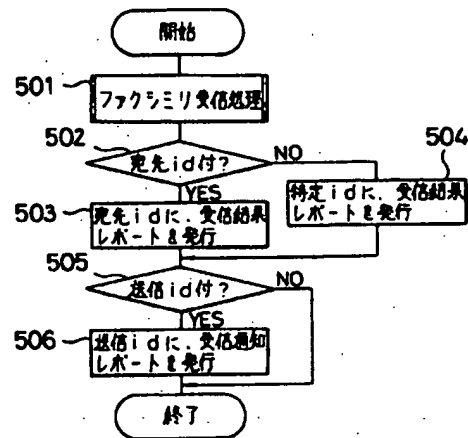 開始
501
ファクシミリ受信処理
502
宛先id付?
NO
504
YES
503
宛先idに、受信結果
レポートを発行
特定idに、受信結果
レポートを発行
505
送信id付?
NO
YES
506
送信idに、受信通知
レポートを発行
終了